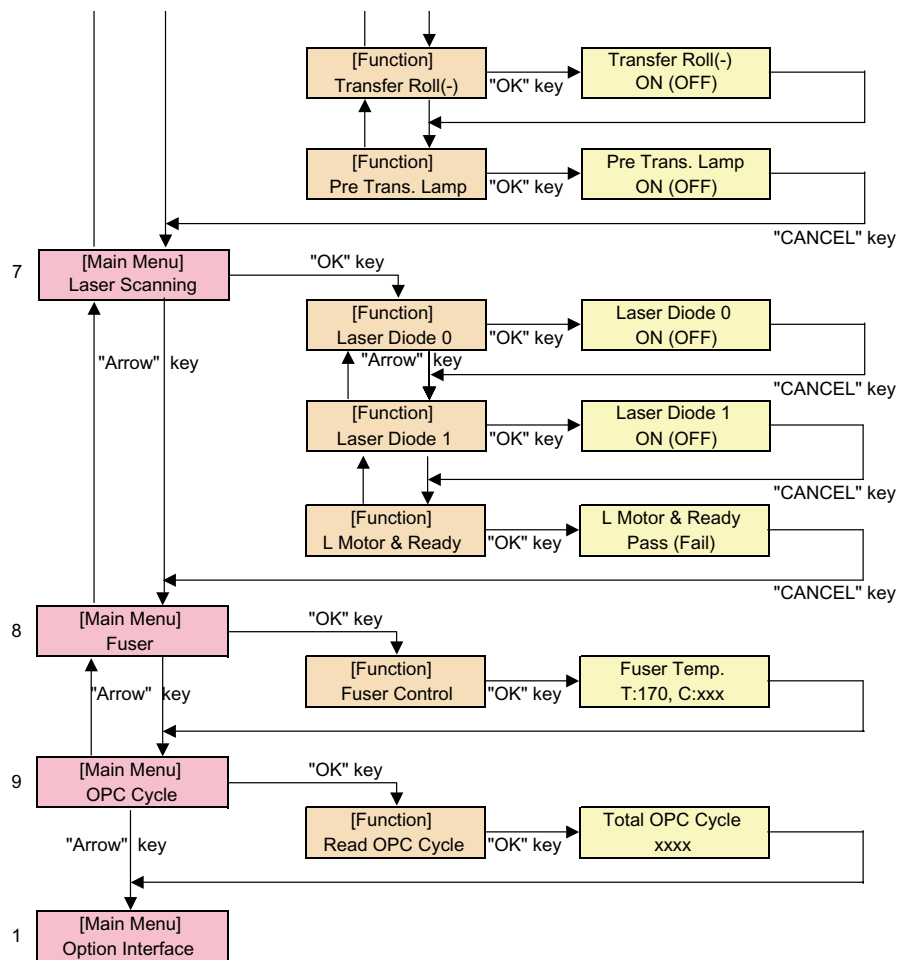 [Function]
Transfer Roll(-)
"OK" key
Transfer Roll(-)
ON (OFF)
[Function]
Pre Trans. Lamp
"OK" key
Pre Trans. Lamp
ON (OFF)
"CANCEL" key
7
[Main Menu]
Laser Scanning
"OK" key
[Function]
Laser Diode 0
"OK" key
Laser Diode 0
ON (OFF)
"Arrow" key
"Arrow" key
"CANCEL" key
[Function]
Laser Diode 1
"OK" key
Laser Diode 1
ON (OFF)
"CANCEL" key
[Function]
L Motor & Ready
"OK" key
L Motor & Ready
Pass (Fail)
"CANCEL" key
8
[Main Menu]
Fuser
"OK" key
[Function]
Fuser Control
"OK" key
Fuser Temp.
T:170, C:xxx
"Arrow" key
9
[Main Menu]
OPC Cycle
"OK" key
[Function]
Read OPC Cycle
"OK" key
Total OPC Cycle
xxxx
"Arrow" key
1
[Main Menu]
Option Interface